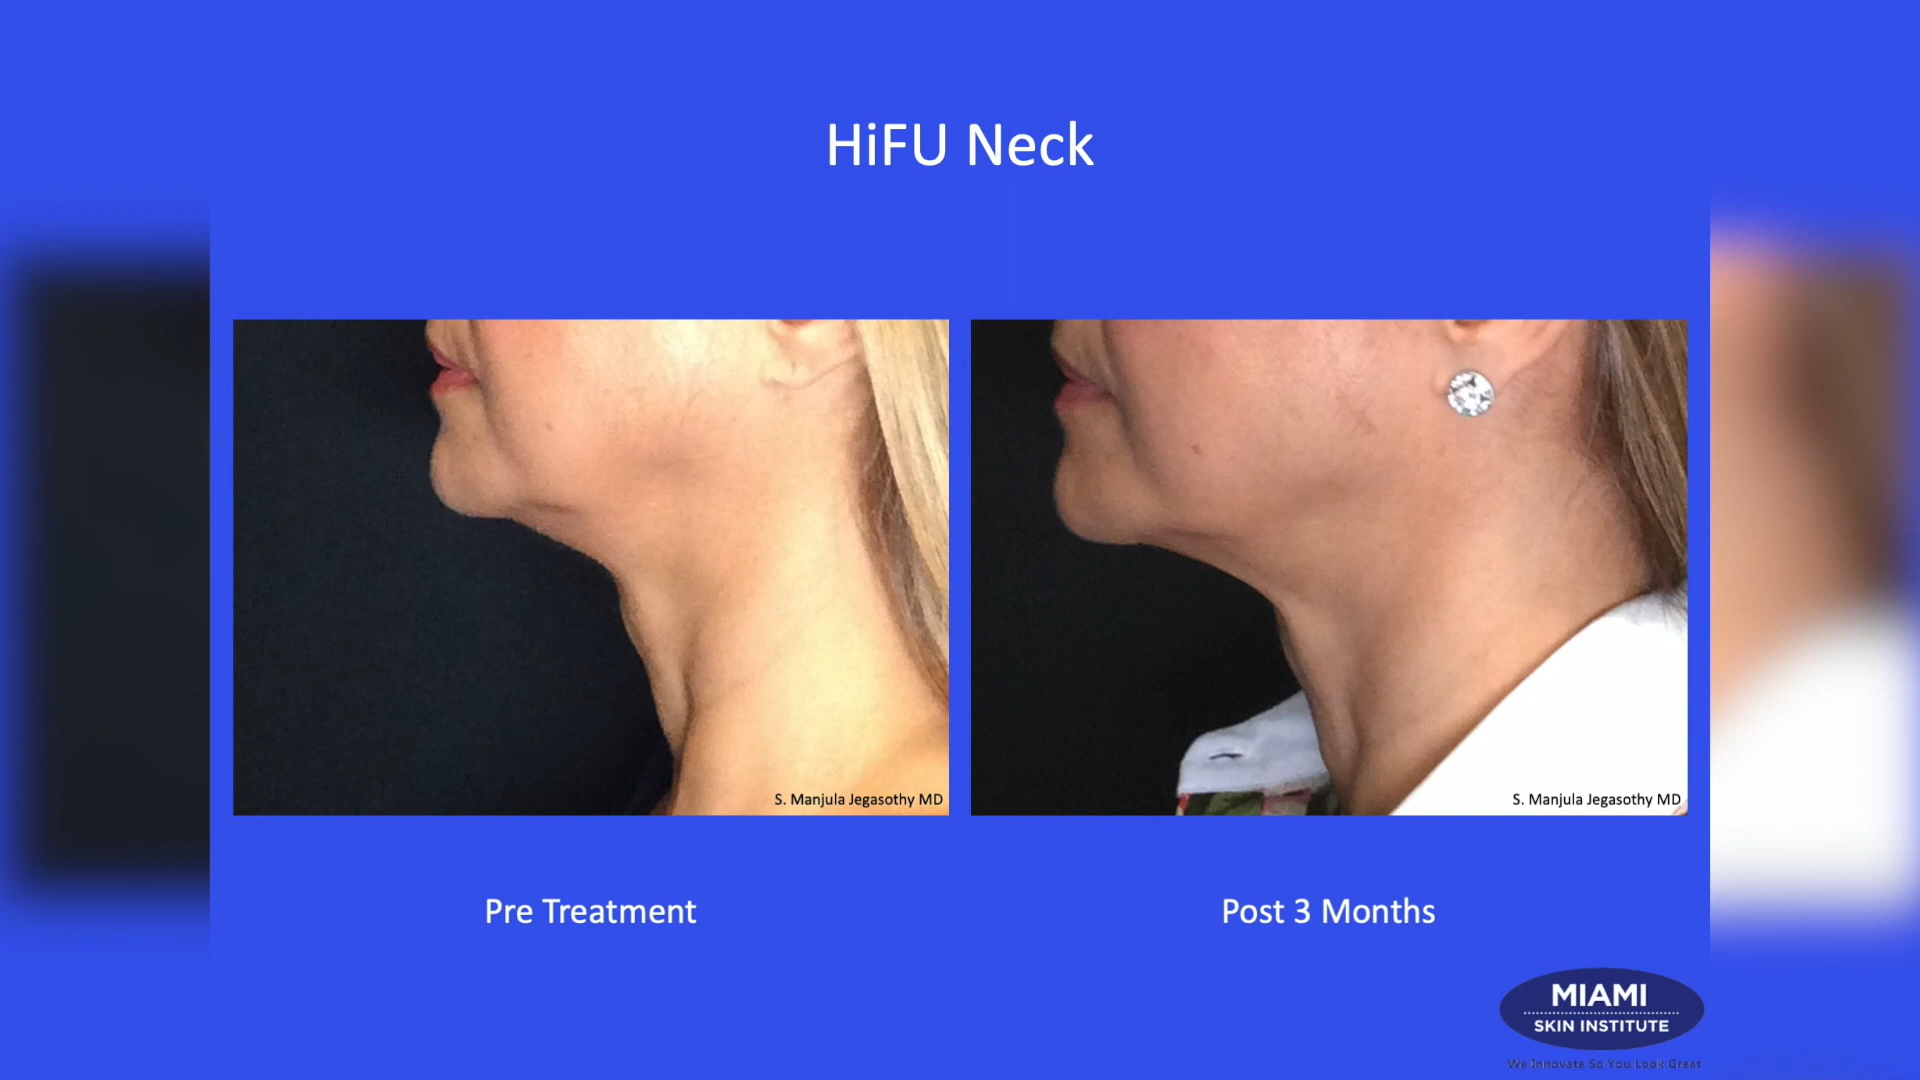 HiFU Neck
S. Manjula Jegasothy MD
S. Manjula Jegasothy MD
Pre Treatment
Post 3 Months
MIAMI
SKIN INSTITUTE
We Innovate So You Look Great